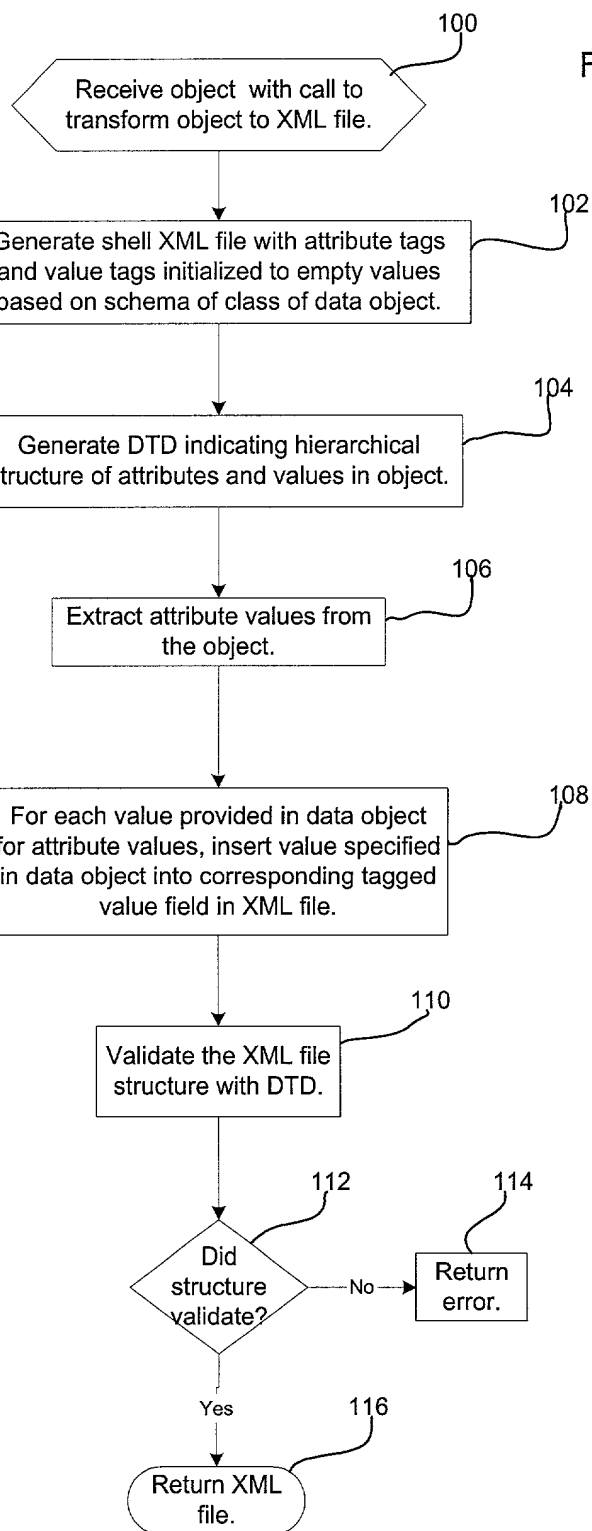 100
F
Receive object with call to
transform object to XML file.
102
Generate shell XML file with attribute tags
and value tags initialized to empty values
based on schema of class of data object.
104
Generate DTD indicating hierarchical
structure of attributes and values in object.
106
Extract attribute values from
the object.
108
For each value provided in data object
for attribute values, insert value specified
in data object into corresponding tagged
value field in XML file.
110
Validate the XML file
structure with DTD.
112
114
Did
structure
validate?
No
Return
error.
Yes
116
Return XML
file.